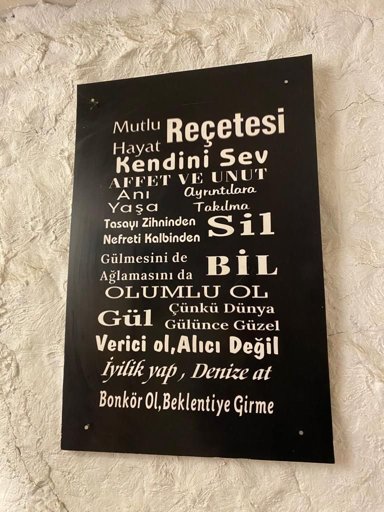 Mutlu Hayat Reçetesi
Kendini Sev
AFFET VE UNUT
Anı Yaşa
Ayrıntılara Takılma
Tasayı Zihninden
Nefreti Kalbinden
Sil
Gülmesini de
Ağlamasını da
BİL
OLUMLU OL
Gül
Çünkü Dünya
Gülünce Güzel
Verici ol,Alıcı Değil
İyilik yap , Denize at
Bonkör Ol,Beklentiye Girme